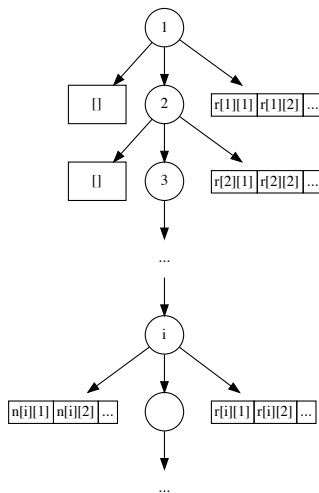 1
[] 2 r[1][1] r[1][2] ...
[] 3 r[2][1] r[2][2] ...
...
i
n[i][1] n[i][2] ... r[i][1] r[i][2] ...
...